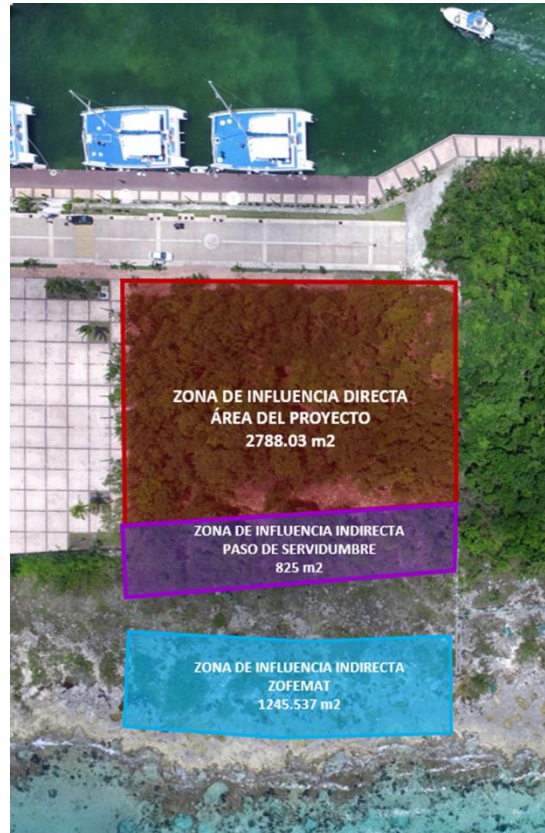 ZONA DE INFLUENCIA DIRECTA
ÁREA DEL PROYECTO
2788.03 m2
ZONA DE INFLUENCIA INDIRECTA
PASO DE SERVIDUMBRE
825 m2
ZONA DE INFLUENCIA INDIRECTA
ZOFEMAT
1245.537 m2